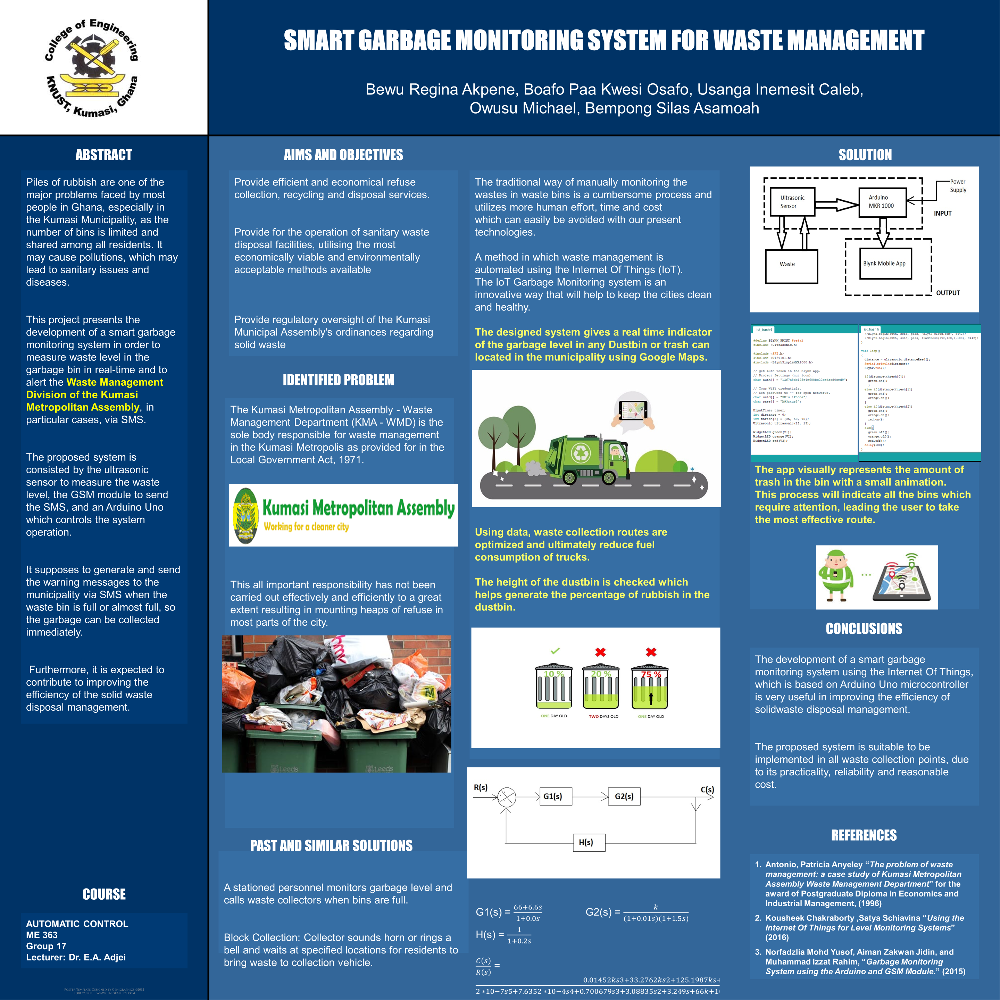 College of Engineering
KNUST, Kumasi, Ghana
SMART GARBAGE MONITORING SYSTEM FOR WASTE MANAGEMENT
Bewu Regina Akpene, Boafo Paa Kwesi Osafo, Usanga Inemesit Caleb,
Owusu Michael, Bempong Silas Asamoah
ABSTRACT
Piles of rubbish are one of the
major problems faced by most
people in Ghana, especially in
the Kumasi Municipality, as the
number of bins is limited and
shared among all residents. It
may cause pollutions, which may
lead to sanitary issues and
diseases.
This project presents the
development of a smart garbage
monitoring system in order to
measure waste level in the
garbage bin in real-time and to
alert the Waste Management
Division of the Kumasi
Metropolitan Assembly, in
particular cases, via SMS.
The proposed system is
consisted by the ultrasonic
sensor to measure the waste
level, the GSM module to send
the SMS, and an Arduino Uno
which controls the system
operation.
It supposes to generate and send
the warning messages to the
municipality via SMS when the
waste bin is full or almost full, so
the garbage can be collected
immediately.
Furthermore, it is expected to
contribute to improving the
efficiency of the solid waste
disposal management.
COURSE
AUTOMATIC CONTROL
ME 363
Group 17
Lecturer: Dr. E.A. Adjei
POSTER TEMPLATE DESIGNED BY GENIGRAPHICS ©2012
1.800.790.4001 WWW.GENIGRAPHICS.COM
AIMS AND OBJECTIVES
Provide efficient and economical refuse
collection, recycling and disposal services.
Provide for the operation of sanitary waste
disposal facilities, utilising the most
economically viable and environmentally
acceptable methods available
Provide regulatory oversight of the Kumasi
Municipal Assembly's ordinances regarding
solid waste
IDENTIFIED PROBLEM
The Kumasi Metropolitan Assembly - Waste
Management Department (KMA - WMD) is the
sole body responsible for waste management
in the Kumasi Metropolis as provided for in the
Local Government Act, 1971.
Kumasi Metropolitan Assembly
Working for a cleaner city
This all important responsibility has not been
carried out effectively and efficiently to a great
extent resulting in mounting heaps of refuse in
most parts of the city.
Leeds
Leeds
PAST AND SIMILAR SOLUTIONS
A stationed personnel monitors garbage level and
calls waste collectors when bins are full.
Block Collection: Collector sounds horn or rings a
bell and waits at specified locations for residents to
bring waste to collection vehicle.
The traditional way of manually monitoring the
wastes in waste bins is a cumbersome process and
utilizes more human effort, time and cost
which can easily be avoided with our present
technologies.
A method in which waste management is
automated using the Internet Of Things (IoT).
The IoT Garbage Monitoring system is an
innovative way that will help to keep the cities clean
and healthy.
The designed system gives a real time indicator
of the garbage level in any Dustbin or trash can
located in the municipality using Google Maps.
Using data, waste collection routes are
optimized and ultimately reduce fuel
consumption of trucks.
The height of the dustbin is checked which
helps generate the percentage of rubbish in the
dustbin.
10 % 20 % 75 %
ONE DAY OLD TWO DAYS OLD ONE DAY OLD
R(s) G1(s) G2(s) C(s)
H(s)
G1(s) = 66+6.6s / 1+0.0s G2(s) = k / (1+0.01s)(1+1.5s)
H(s) = 1 / 1+0.2s
C(s) / R(s) =
0.01452ks3+33.2762ks2+125.1987ks+
2 *10−7s5+7.6352 *10−4s4+0.700679s3+3.08835s2+3.249s+66k+1
SOLUTION
Power
Supply
Ultrasonic
Sensor
Arduino
MKR 1000
INPUT
Waste
Blynk Mobile App
OUTPUT
iot_trash §
#define BLYNK_PRINT Serial
#include <Ultrasonic.h>
#include <SPI.h>
#include <WiFi101.h>
#include <BlynkSimpleMKR1000.h>
// get Auth Token in the Blynk App.
// Project Settings (nut icon).
char auth[] =
// Your WiFi credentials.
// Set password to "" for open networks.
char ssid[] = "PK's iPhone";
char pass[] = "A93rtur3";
BlynkTimer timer;
int distance = 0;
int thresh[3] = {25, 50, 75};
Ultrasonic ultrasonic(12, 13);
WidgetLED green(V1);
WidgetLED orange(V2);
WidgetLED red(V3);
iot_trash §
//Blynk.begin(auth, ssid, pass, "blynk-cloud.com", 8442);
//Blynk.begin(auth, ssid, pass, IPAddress(192,168,1,100), 8442);
}
void loop()
{
distance = ultrasonic.distanceRead();
Serial.println(distance);
Blynk.run();
if(distance<thresh[0]){
green.on();
}
else if(distance<thresh[1])
green.on();
orange.on();
}
else if(distance<thresh[2])
green.on();
orange.on();
red.on();
}
else{
green.off();
orange.off();
red.off();
delay(100);
}
The app visually represents the amount of
trash in the bin with a small animation.
This process will indicate all the bins which
require attention, leading the user to take
the most effective route.
CONCLUSIONS
The development of a smart garbage
monitoring system using the Internet Of Things,
which is based on Arduino Uno microcontroller
is very useful in improving the efficiency of
solidwaste disposal management.
The proposed system is suitable to be
implemented in all waste collection points, due
to its practicality, reliability and reasonable
cost.
REFERENCES
1. Antonio, Patricia Anyeley “The problem of waste
management: a case study of Kumasi Metropolitan
Assembly Waste Management Department” for the
award of Postgraduate Diploma in Economics and
Industrial Management, (1996)
2. Kousheek Chakraborty ,Satya Schiavina “Using the
Internet Of Things for Level Monitoring Systems”
(2016)
3. Norfadzlia Mohd Yusof, Aiman Zakwan Jidin, and
Muhammad Izzat Rahim, “Garbage Monitoring
System using the Arduino and GSM Module.” (2015)